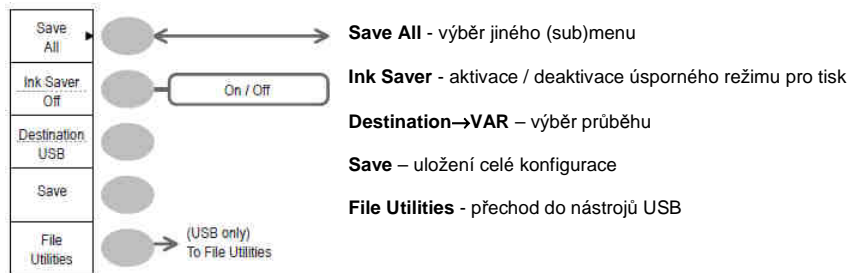 Save
All
Save All - výběr jiného (sub)menu
Ink Saver
Off
On / Off
Ink Saver - aktivace / deaktivace úsporného režimu pro tisk
Destination
USB
Destination→VAR – výběr průběhu
Save
Save – uložení celé konfigurace
File
Utilities
(USB only)
To File Utilities
File Utilities - přechod do nástrojů USB